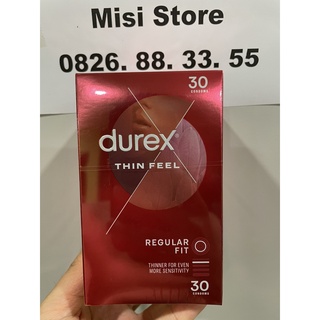 Misi Store
0826. 88. 33. 55
30
CONDOMS
durex
THIN FEEL
REGULAR
FIT
THINNER FOR EVEN
MORE SENSITIVITY
30
CONDOMS